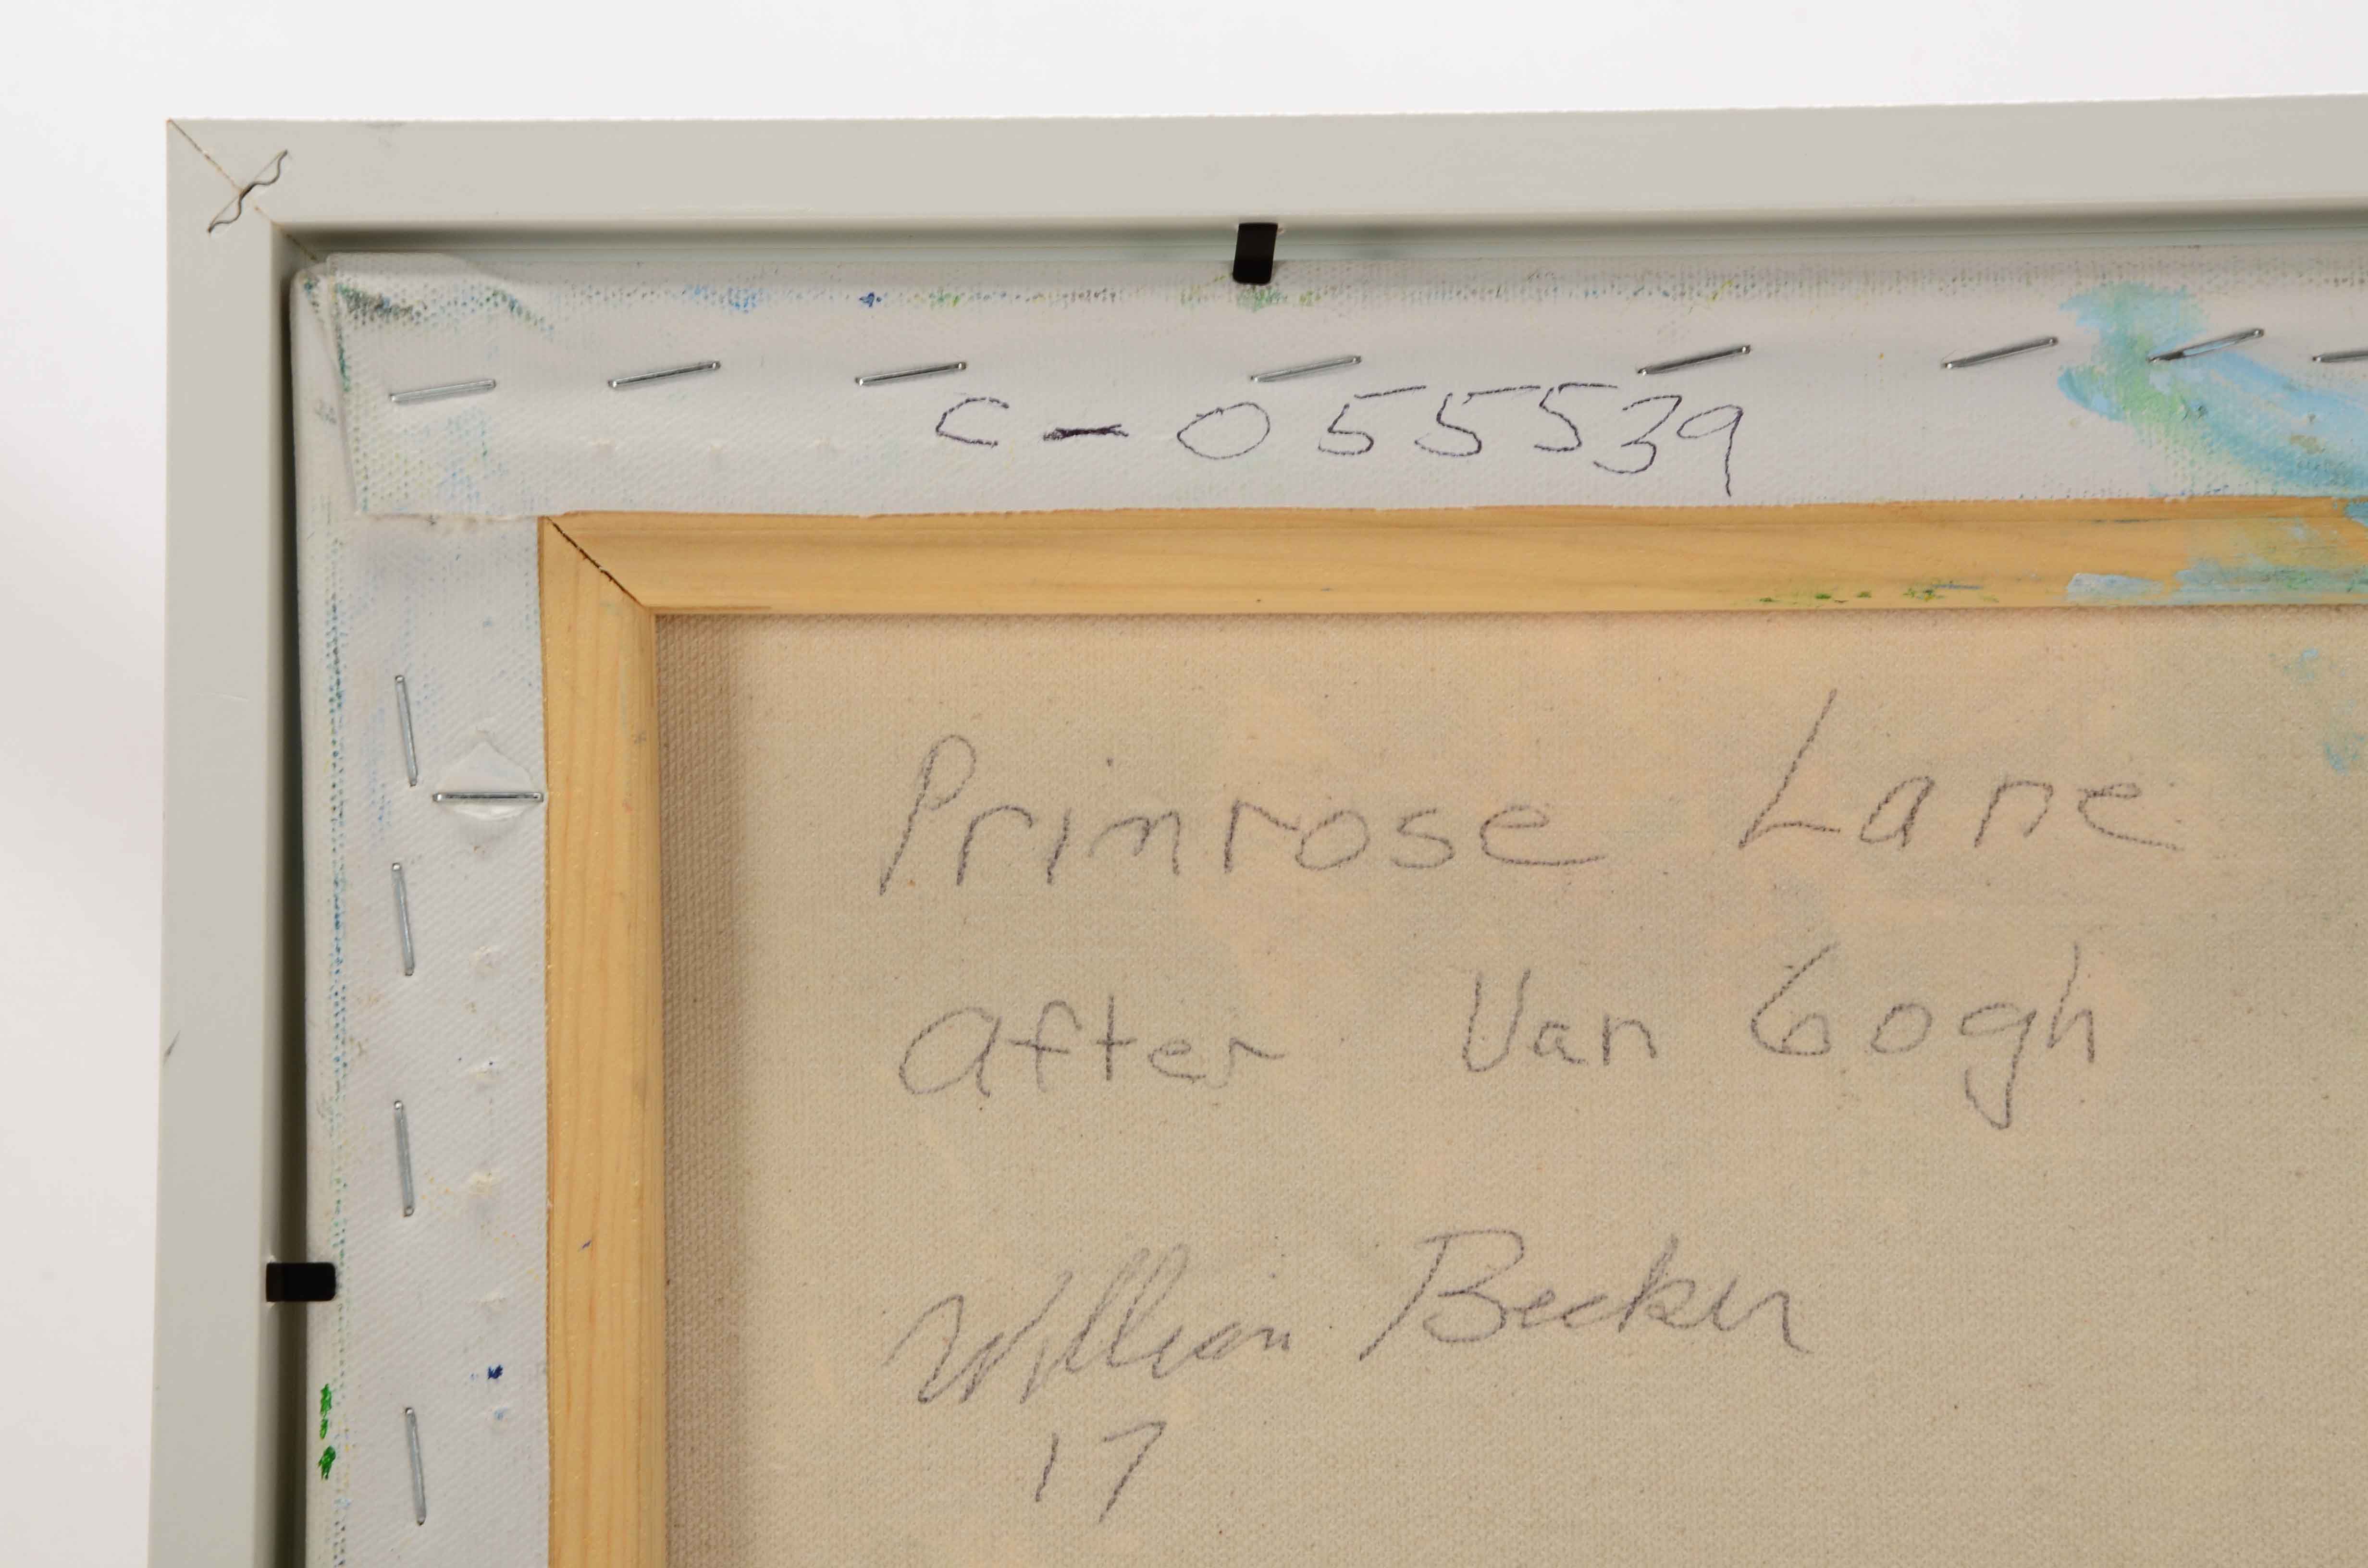 C-055539
Primrose Lane
after Van Gogh
William Becker
17